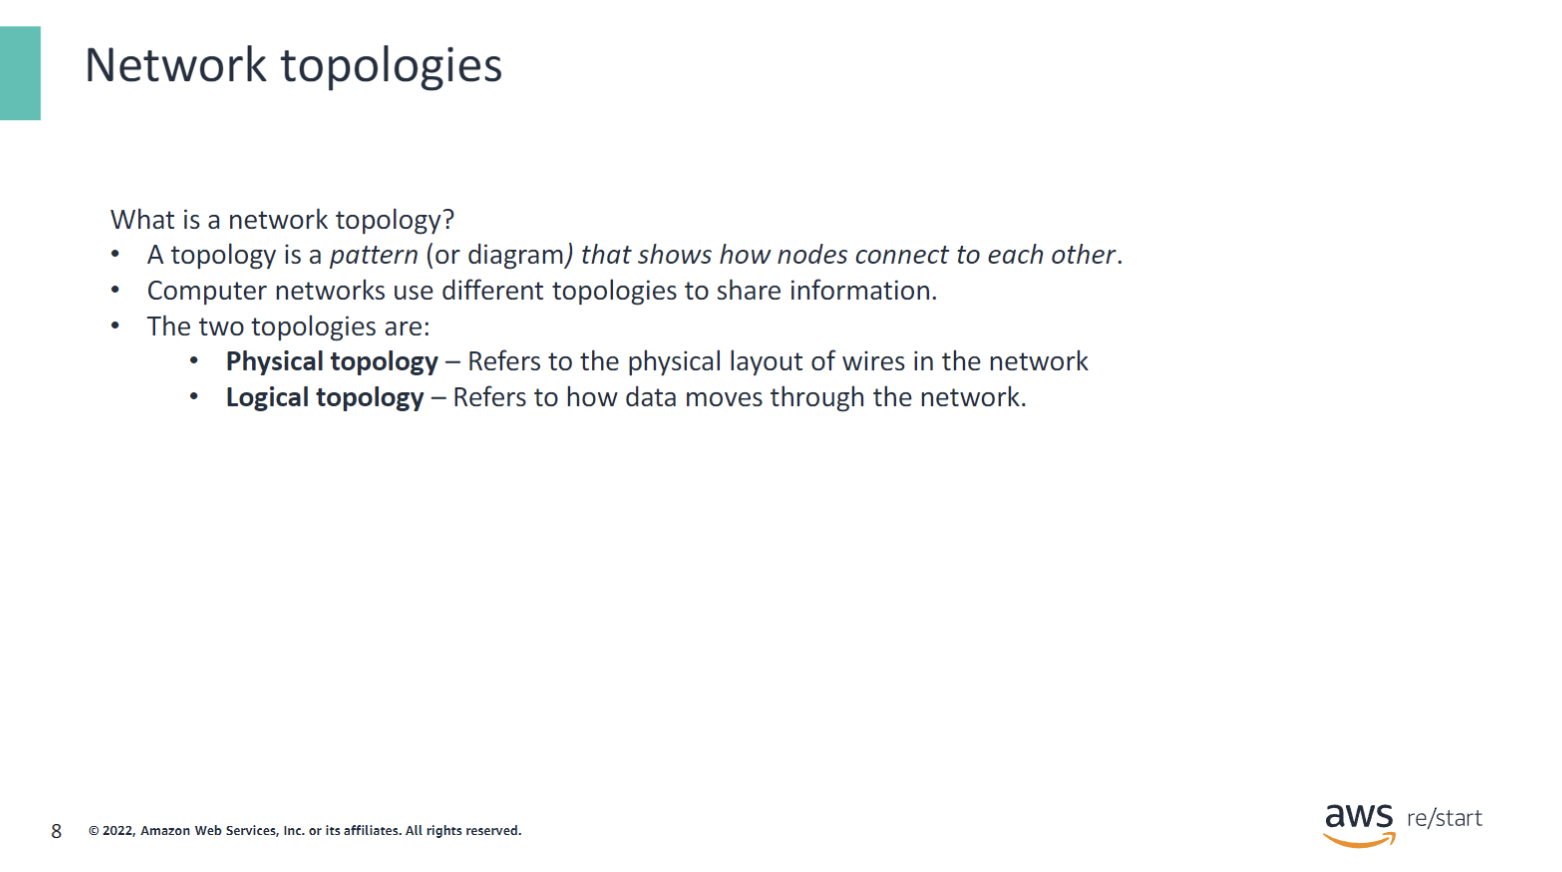 Network topologies
What is a network topology?
• A topology is a pattern (or diagram) that shows how nodes connect to each other.
• Computer networks use different topologies to share information.
• The two topologies are:
• Physical topology – Refers to the physical layout of wires in the network
• Logical topology – Refers to how data moves through the network.
8 © 2022, Amazon Web Services, Inc. or its affiliates. All rights reserved.
aws re/start